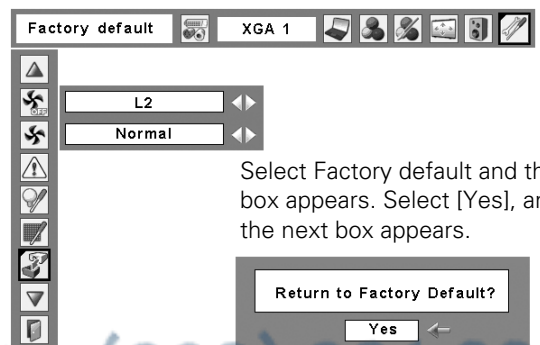 Factory default
XGA 1
L2
Normal
OFF
Select Factory default and th
box appears. Select [Yes], ar
the next box appears.
Return to Factory Default?
Yes